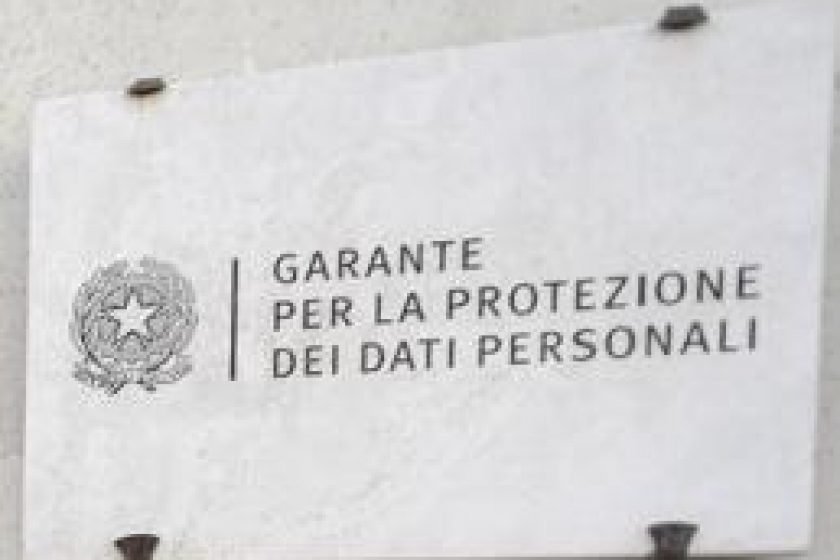 GARANTE
PER LA PROTEZIONE
DEI DATI PERSONALI